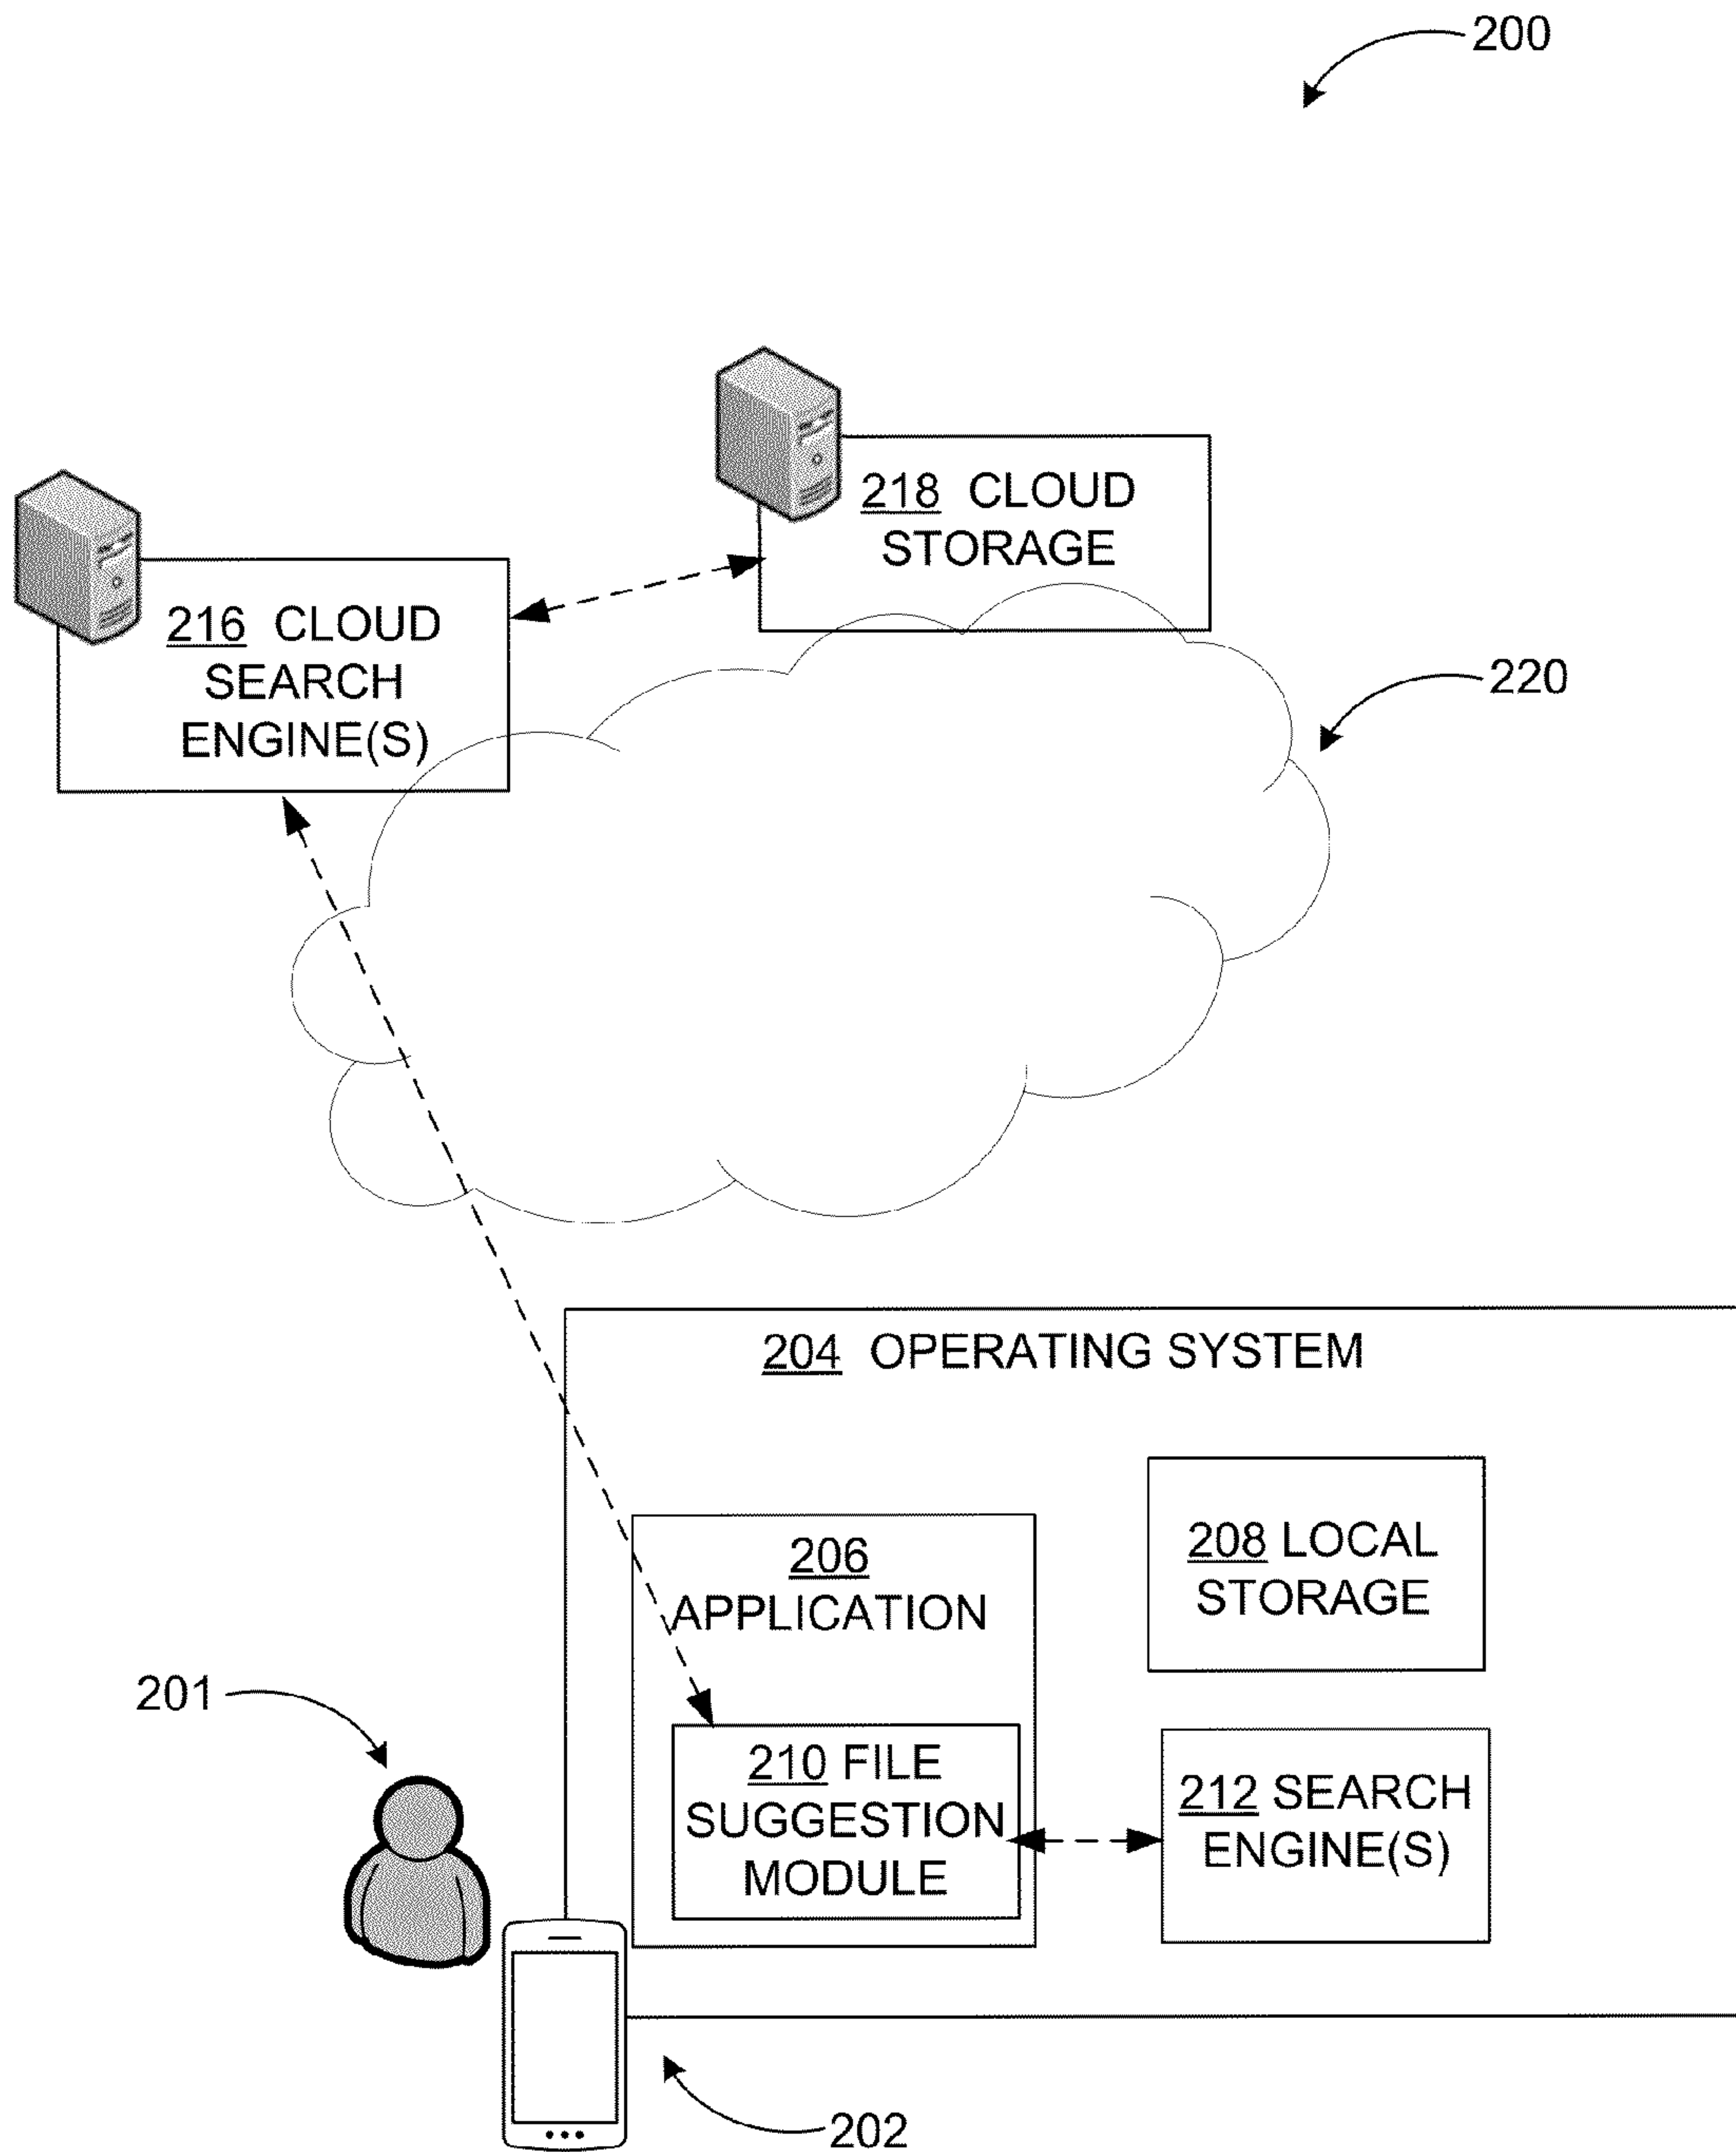 200
218 CLOUD
STORAGE
216 CLOUD
SEARCH
ENGINE(S)
220
204 OPERATING SYSTEM
206
APPLICATION
208 LOCAL
STORAGE
201
210 FILE
SUGGESTION
MODULE
212 SEARCH
ENGINE(S)
202